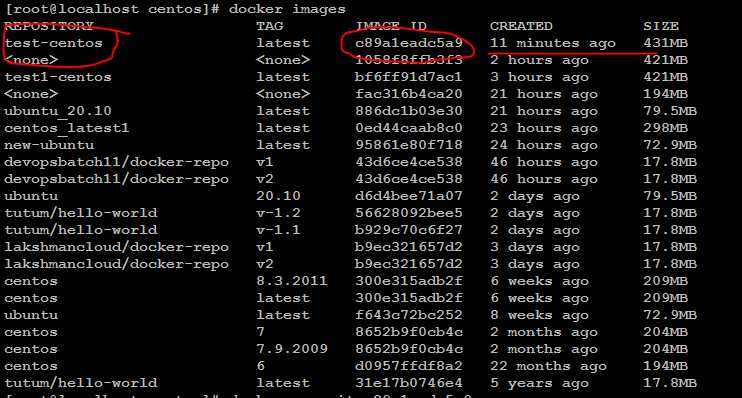 [root@localhost centos]# docker images
REPOSITORY TAG IMAGE ID CREATED SIZE
test-centos latest c89a1eadc5a9 11 minutes ago 431MB
<none> <none> 1058f8ffb3f3 2 hours ago 421MB
test1-centos latest bf6ff91d7ac1 3 hours ago 421MB
<none> <none> fac316b4ca20 21 hours ago 194MB
ubuntu_20.10 latest 886dc1b03e30 21 hours ago 79.5MB
centos_latest1 latest 0ed44caab8c0 23 hours ago 298MB
new-ubuntu latest 95861e80f718 24 hours ago 72.9MB
devopsbatch11/docker-repo v1 43d6ce4ce538 46 hours ago 17.8MB
devopsbatch11/docker-repo v2 43d6ce4ce538 46 hours ago 17.8MB
ubuntu 20.10 d6d4bee71a07 2 days ago 79.5MB
tutum/hello-world v-1.2 56628092bee5 2 days ago 17.8MB
tutum/hello-world v-1.1 b929c70c6f27 2 days ago 17.8MB
lakshmancloud/docker-repo v1 b9ec321657d2 3 days ago 17.8MB
lakshmancloud/docker-repo v2 b9ec321657d2 3 days ago 17.8MB
centos 8.3.2011 300e315adb2f 6 weeks ago 209MB
centos latest 300e315adb2f 6 weeks ago 209MB
ubuntu latest f643c72bc252 8 weeks ago 72.9MB
centos 7 8652b9f0cb4c 2 months ago 204MB
centos 7.9.2009 8652b9f0cb4c 2 months ago 204MB
centos 6 d0957ffdf8a2 22 months ago 194MB
tutum/hello-world latest 31e17b0746e4 5 years ago 17.8MB